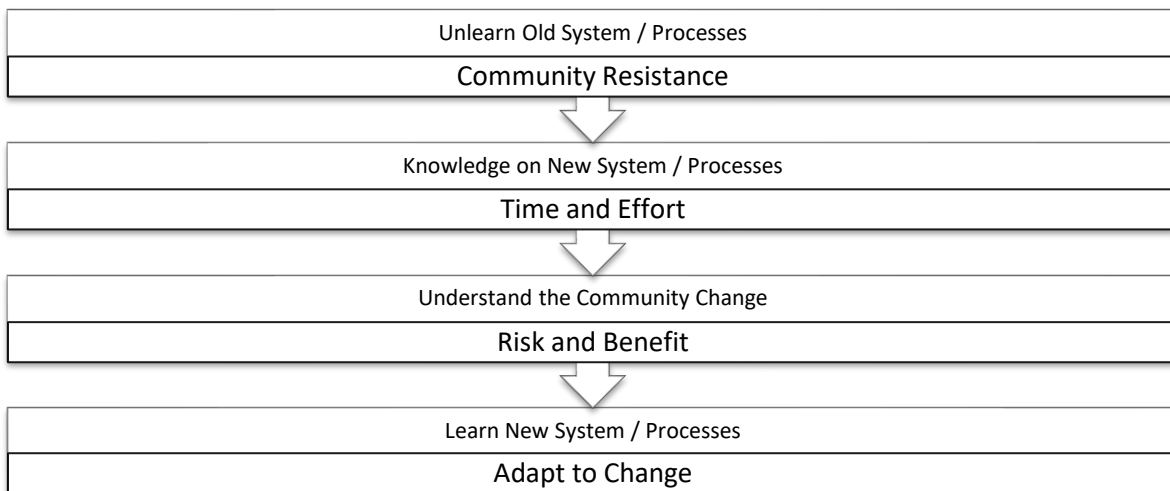 Unlearn Old System / Processes
Community Resistance
Knowledge on New System / Processes
Time and Effort
Understand the Community Change
Risk and Benefit
Learn New System / Processes
Adapt to Change